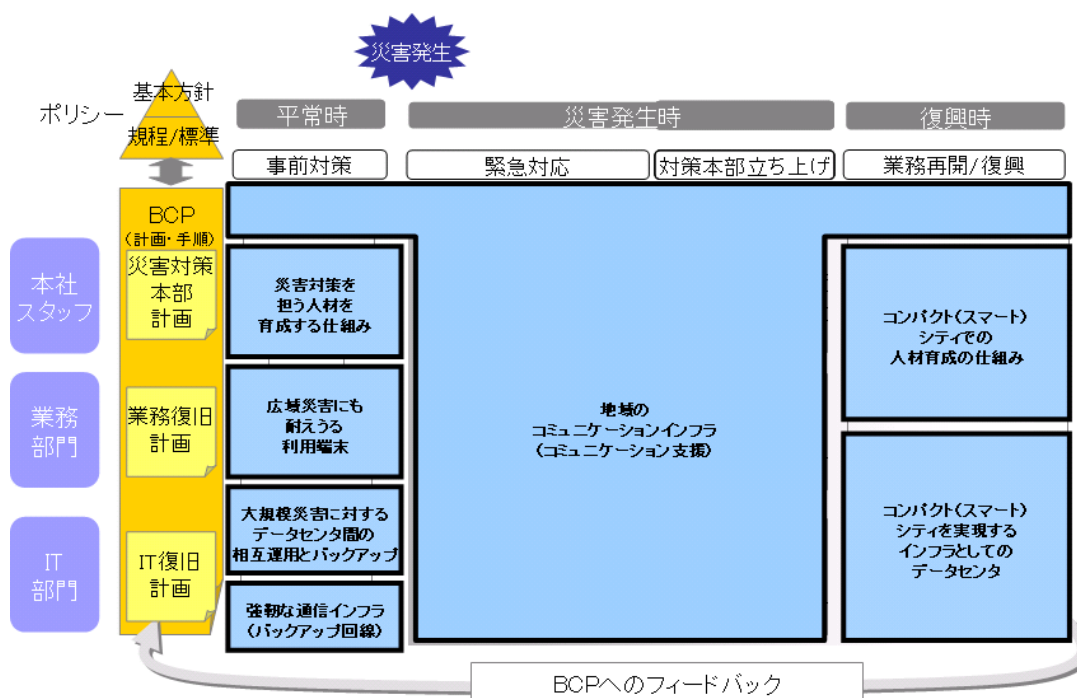 災害発生
ポリシー
基本方針
規程/標準
平常時
災害発生時
復興時
事前対策
緊急対応
対策本部立ち上げ
業務再開/復興
BCP
(計画・手順)
本社
スタッフ
災害対策
本部
計画
災害対策を
担う人材を
育成する仕組み
コンパクト(スマート)
シティでの
人材育成の仕組み
業務
部門
業務復旧
計画
広域災害にも
耐えうる
利用端末
地域の
コミュニケーションインフラ
(コミュニケーション支援)
IT
部門
IT復旧
計画
大規模災害に対する
データセンタ間の
相互運用とバックアップ
強靭な通信インフラ
(バックアップ回線)
コンパクト(スマート)
シティを実現する
インフラとしての
データセンタ
BCPへのフィードバック